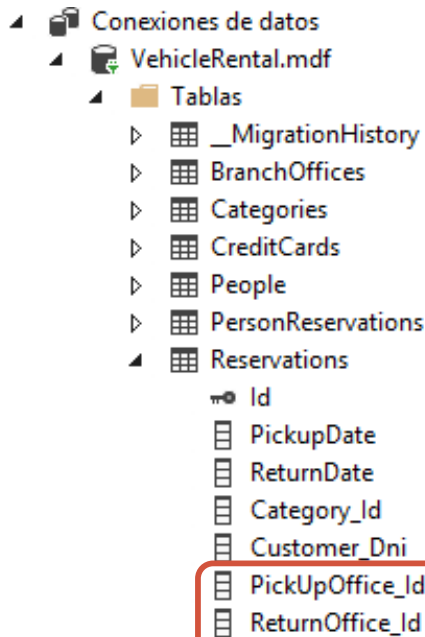 Conexiones de datos
VehicleRental.mdf
Tablas
__MigrationHistory
BranchOffices
Categories
CreditCards
People
PersonReservations
Reservations
Id
PickupDate
ReturnDate
Category_Id
Customer_Dni
PickUpOffice_Id
ReturnOffice_Id